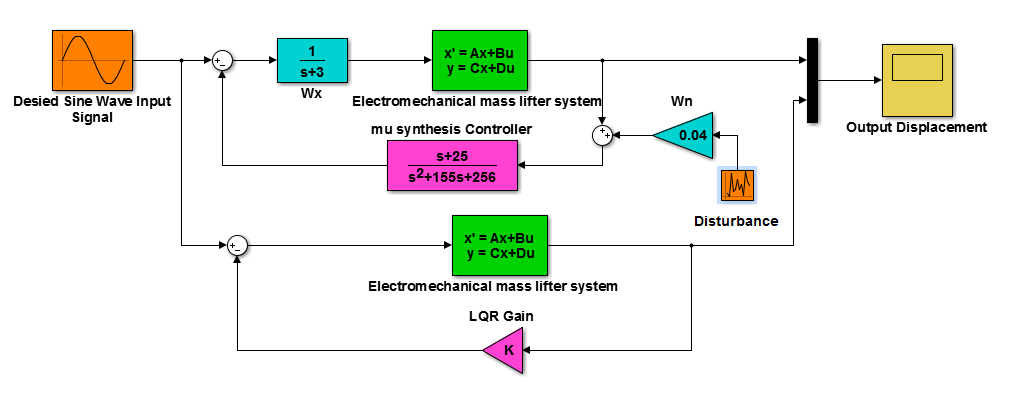 Desied Sine Wave Input
Signal
1
s+3
Wx
x' = Ax+Bu
y = Cx+Du
Electromechanical mass lifter system
mu synthesis Controller
s+25
s²+155s+256
Wn
0.04
Disturbance
Output Displacement
x' = Ax+Bu
y = Cx+Du
Electromechanical mass lifter system
LQR Gain
K